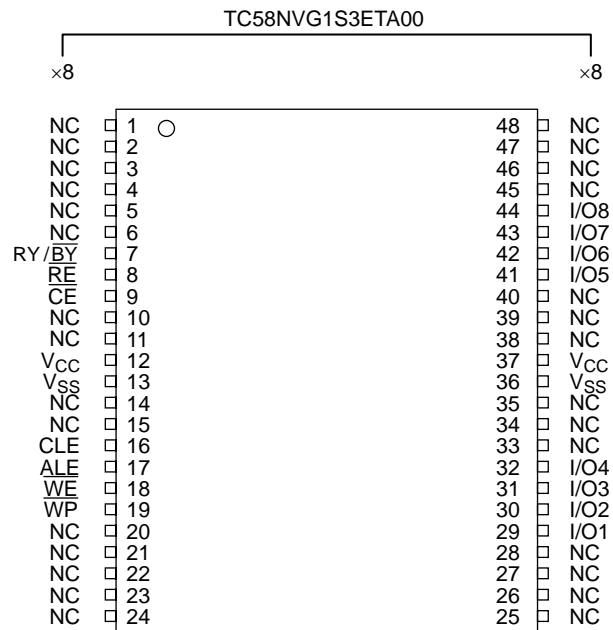 TC58NVG1S3ETA00
×8 ×8
NC 1 48 NC
NC 2 47 NC
NC 3 46 NC
NC 4 45 NC
NC 5 44 I/O8
NC 6 43 I/O7
RY/B̅Y̅ 7 42 I/O6
R̅E̅ 8 41 I/O5
C̅E̅ 9 40 NC
NC 10 39 NC
NC 11 38 NC
VCC 12 37 VCC
VSS 13 36 VSS
NC 14 35 NC
NC 15 34 NC
CLE 16 33 NC
ALE 17 32 I/O4
W̅E̅ 18 31 I/O3
W̅P̅ 19 30 I/O2
NC 20 29 I/O1
NC 21 28 NC
NC 22 27 NC
NC 23 26 NC
NC 24 25 NC